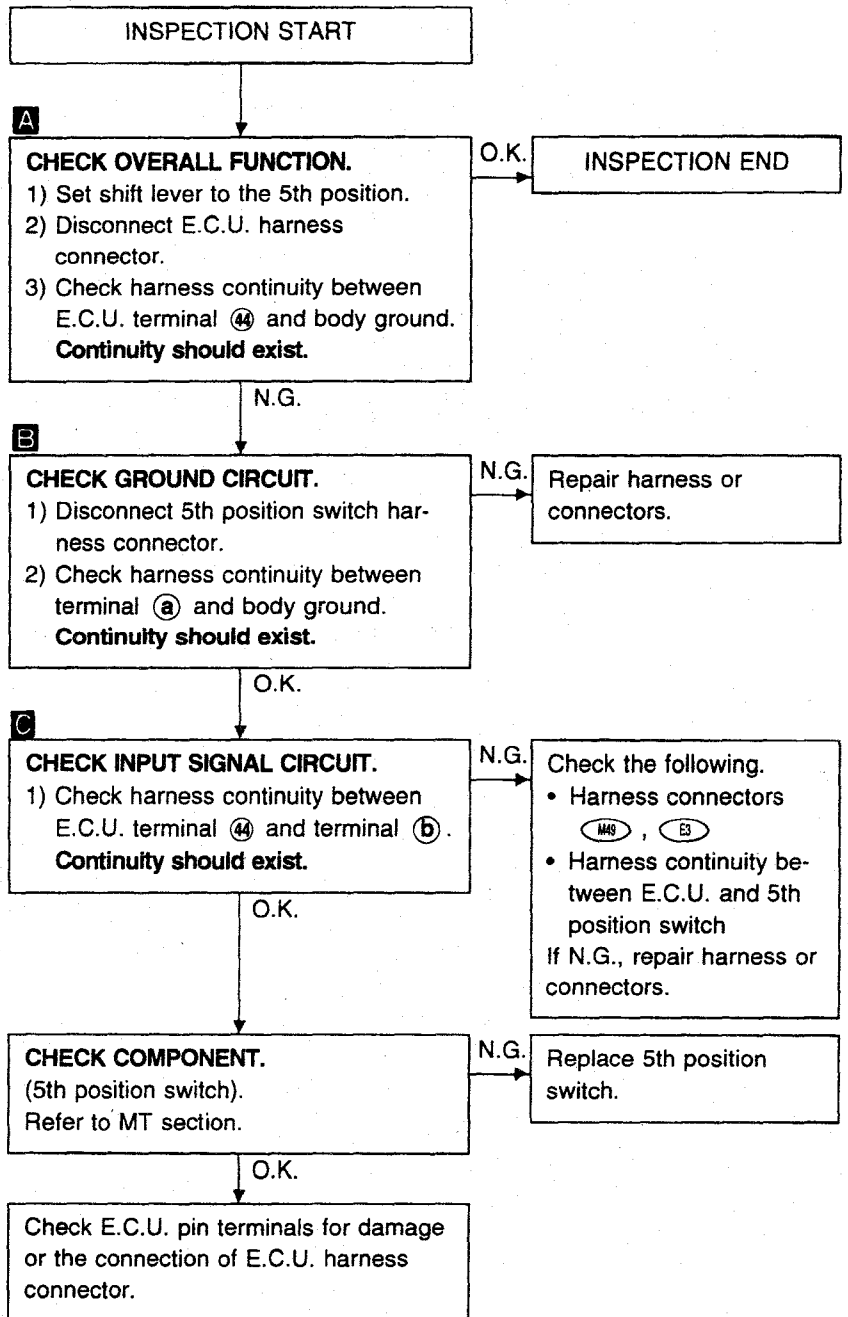 INSPECTION START
A
CHECK OVERALL FUNCTION.
1) Set shift lever to the 5th position.
2) Disconnect E.C.U. harness
connector.
3) Check harness continuity between
E.C.U. terminal 44 and body ground.
Continuity should exist.
O.K.
INSPECTION END
N.G.
B
CHECK GROUND CIRCUIT.
1) Disconnect 5th position switch har-
ness connector.
2) Check harness continuity between
terminal a and body ground.
Continuity should exist.
N.G.
Repair harness or
connectors.
O.K.
C
CHECK INPUT SIGNAL CIRCUIT.
1) Check harness continuity between
E.C.U. terminal 44 and terminal b.
Continuity should exist.
N.G.
Check the following.
• Harness connectors
M49 , E3
• Harness continuity be-
tween E.C.U. and 5th
position switch
If N.G., repair harness or
connectors.
O.K.
CHECK COMPONENT.
(5th position switch).
Refer to MT section.
N.G.
Replace 5th position
switch.
O.K.
Check E.C.U. pin terminals for damage
or the connection of E.C.U. harness
connector.